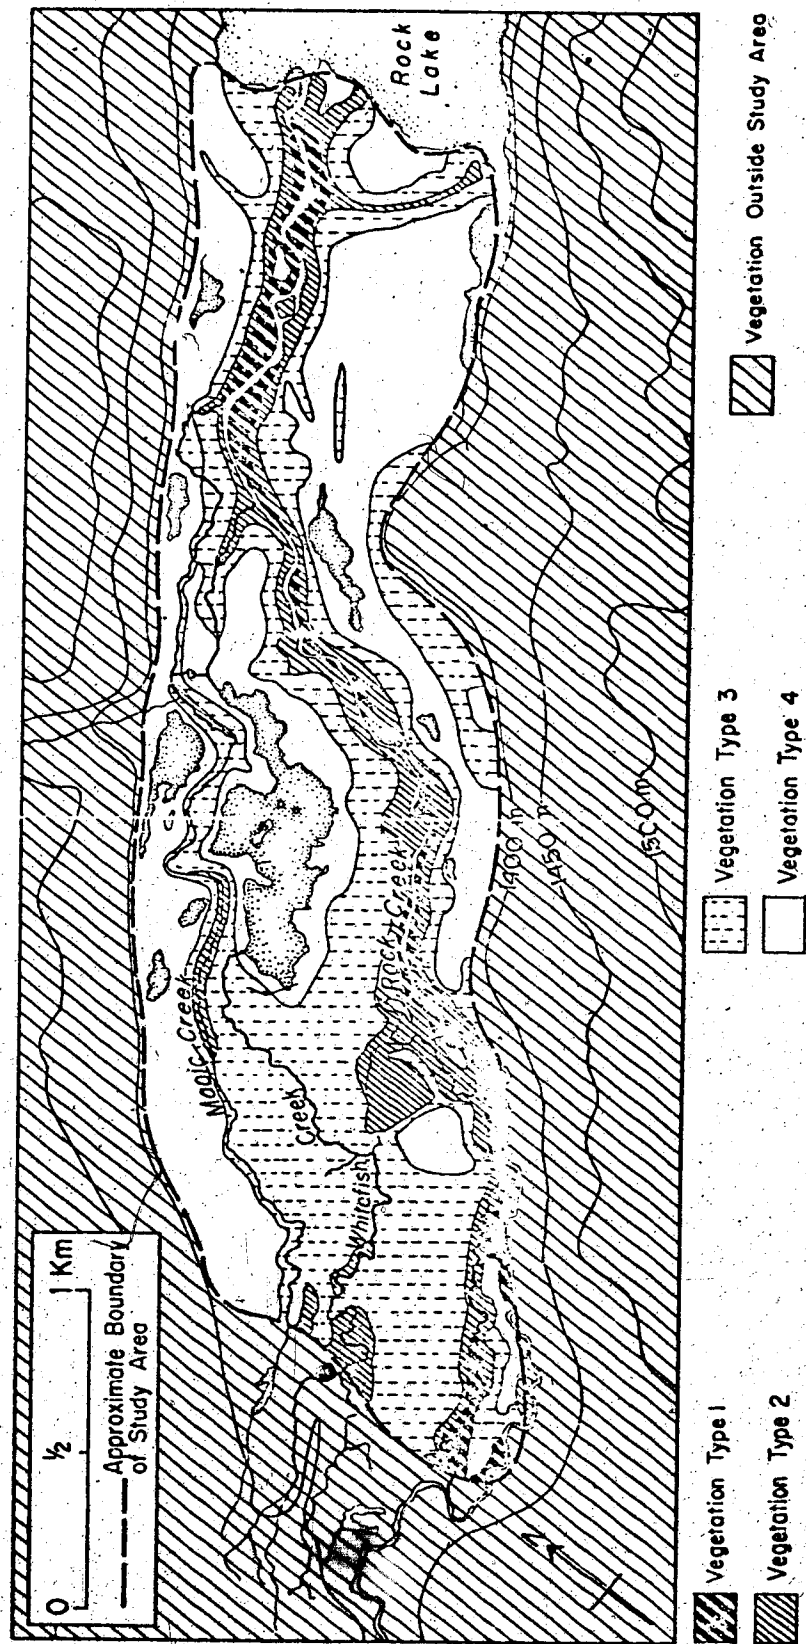 0
1/2
1 Km
Approximate Boundary
of Study Area
Rock
Lake
Magic Creek
Whitefish
Creek
Rock Creek
1400 m
1450 m
1500 m
N
Vegetation Type 1
Vegetation Type 2
Vegetation Type 3
Vegetation Type 4
Vegetation Outside Study Area